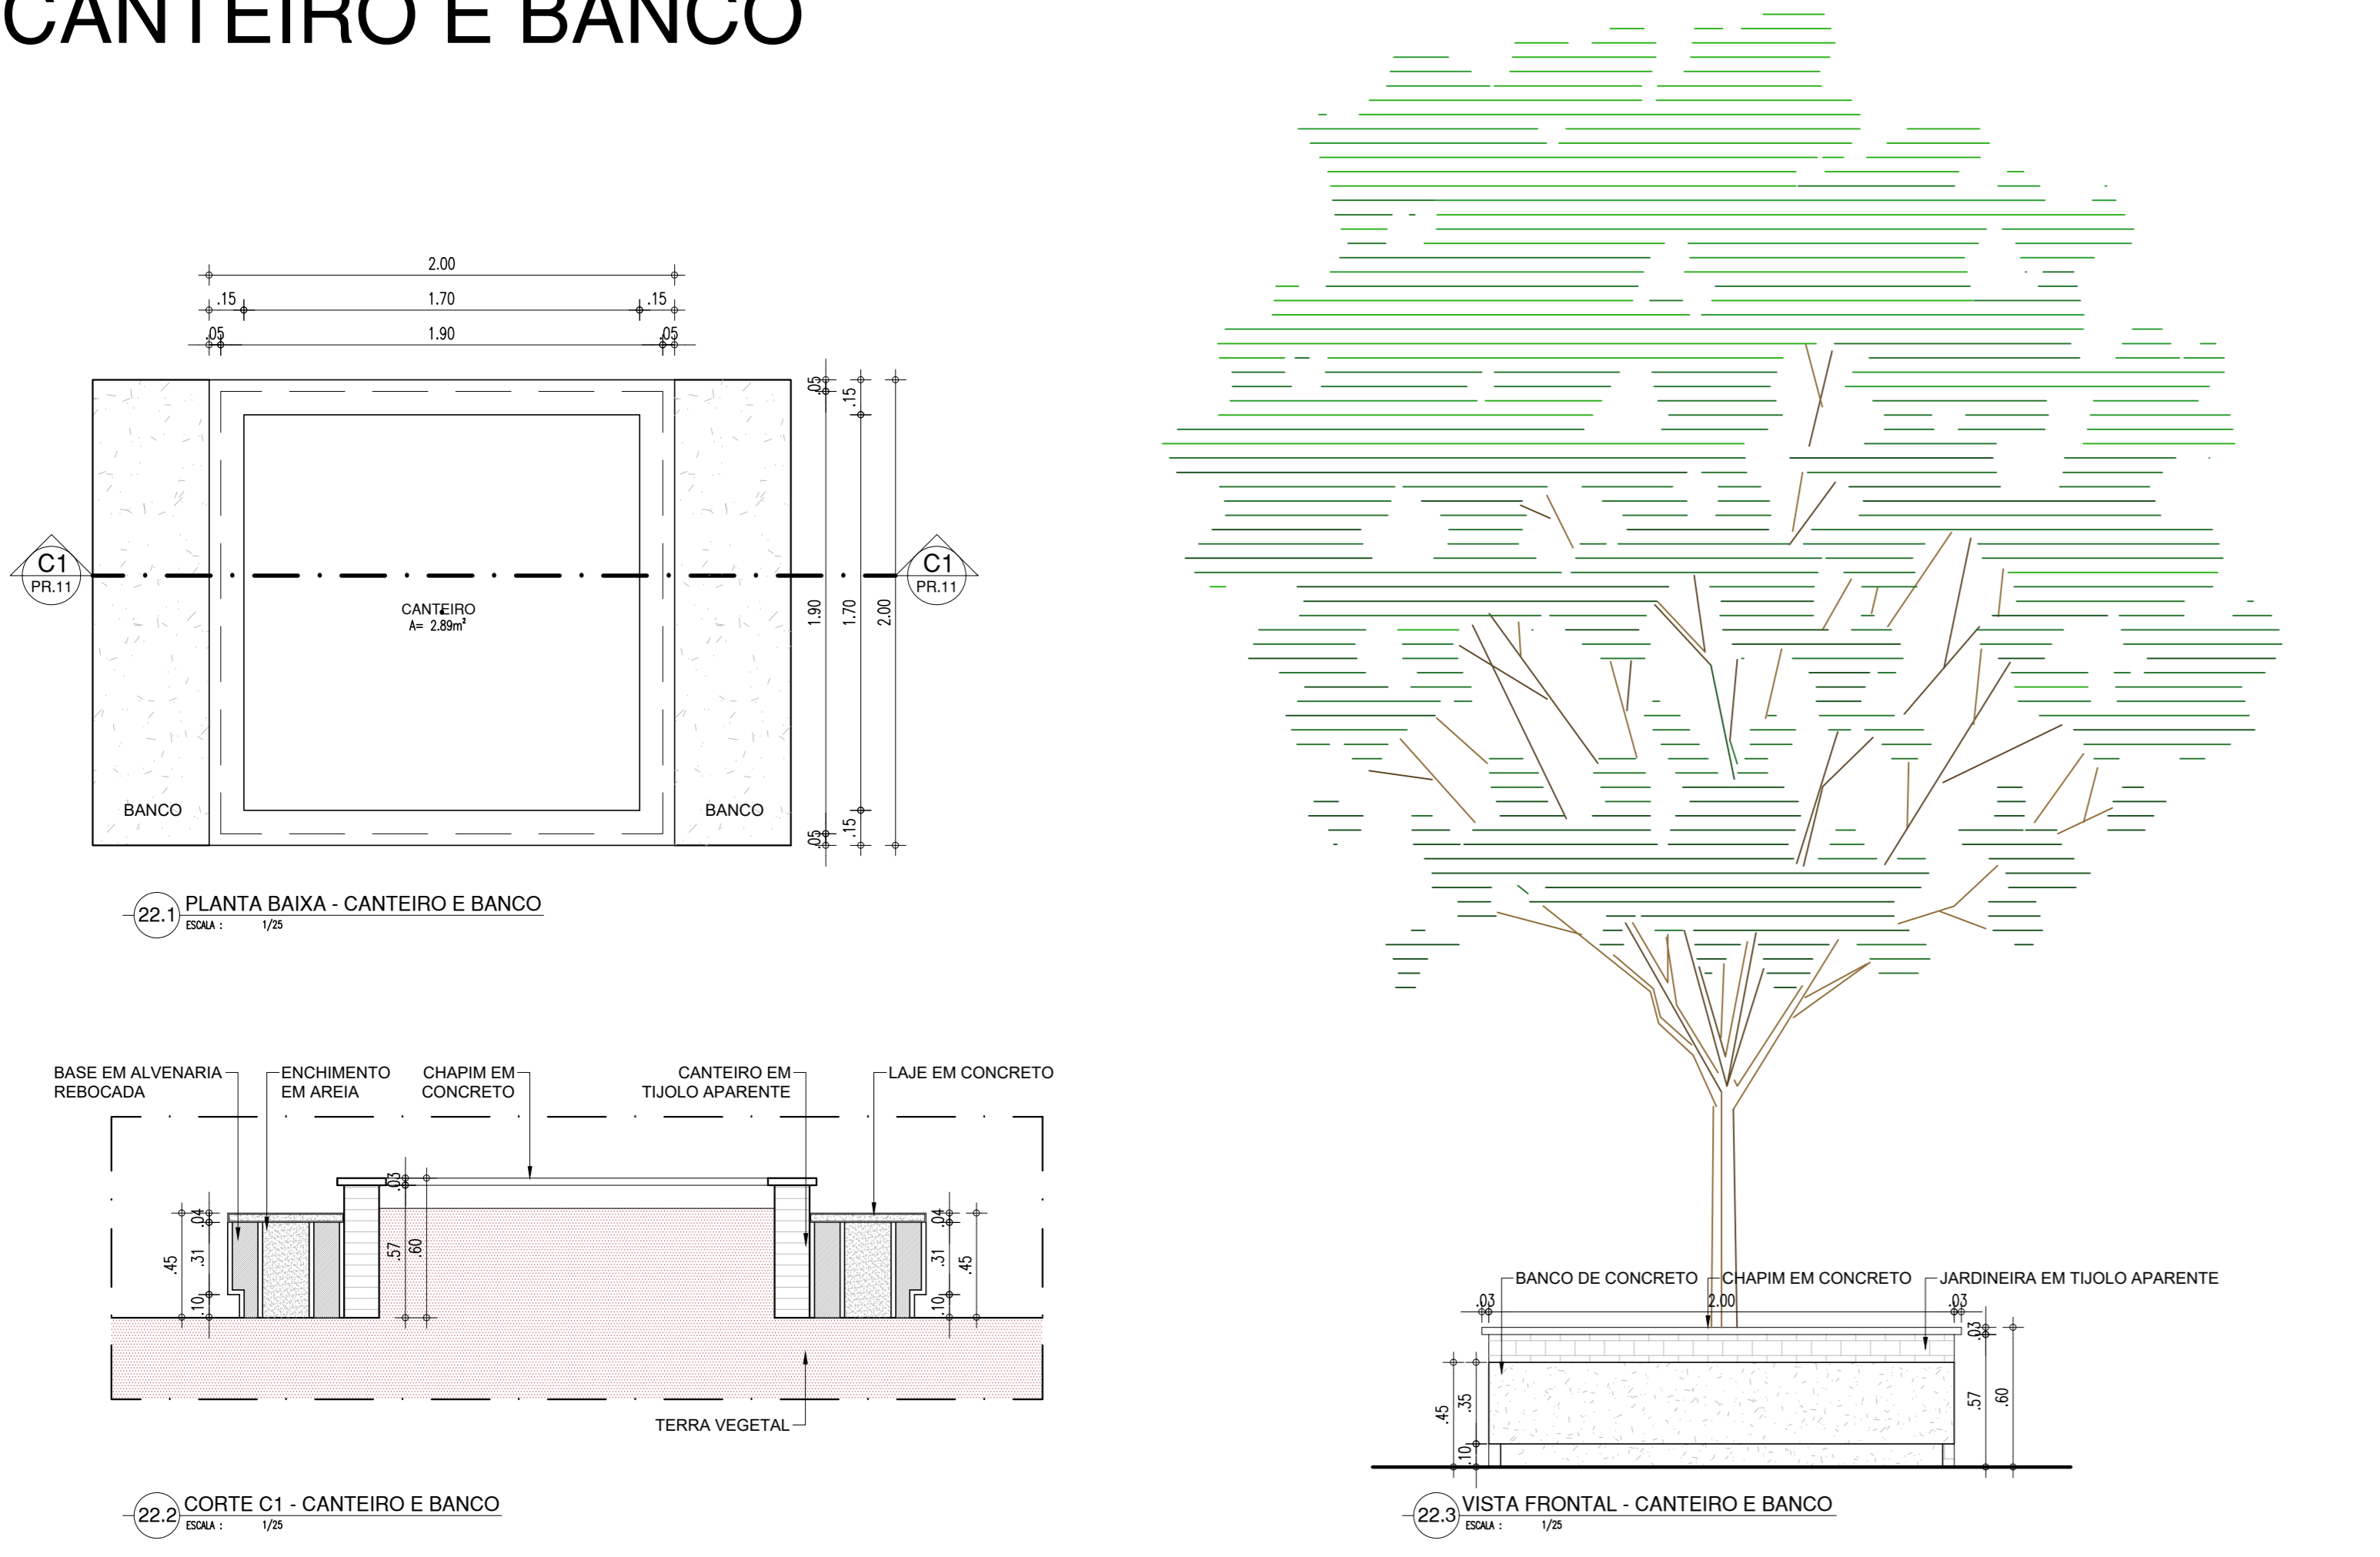 CANTEIRO E BANCO
2.00
.15 1.70 .15
.05 1.90 .05
.05
.15
C1
PR.11
C1
PR.11
CANTEIRO
A= 2.89m²
1.90
1.70
2.00
BANCO
BANCO
.05
.15
22.1 PLANTA BAIXA - CANTEIRO E BANCO
ESCALA : 1/25
BASE EM ALVENARIA
REBOCADA
ENCHIMENTO
EM AREIA
CHAPIM EM
CONCRETO
CANTEIRO EM
TIJOLO APARENTE
LAJE EM CONCRETO
.03
.04
.31
.45
.10
.57
.60
.04
.31
.45
.10
TERRA VEGETAL
22.2 CORTE C1 - CANTEIRO E BANCO
ESCALA : 1/25
BANCO DE CONCRETO
CHAPIM EM CONCRETO
JARDINEIRA EM TIJOLO APARENTE
.03 2.00 .03
.03
.45
.35
.10
.57
.60
22.3 VISTA FRONTAL - CANTEIRO E BANCO
ESCALA : 1/25